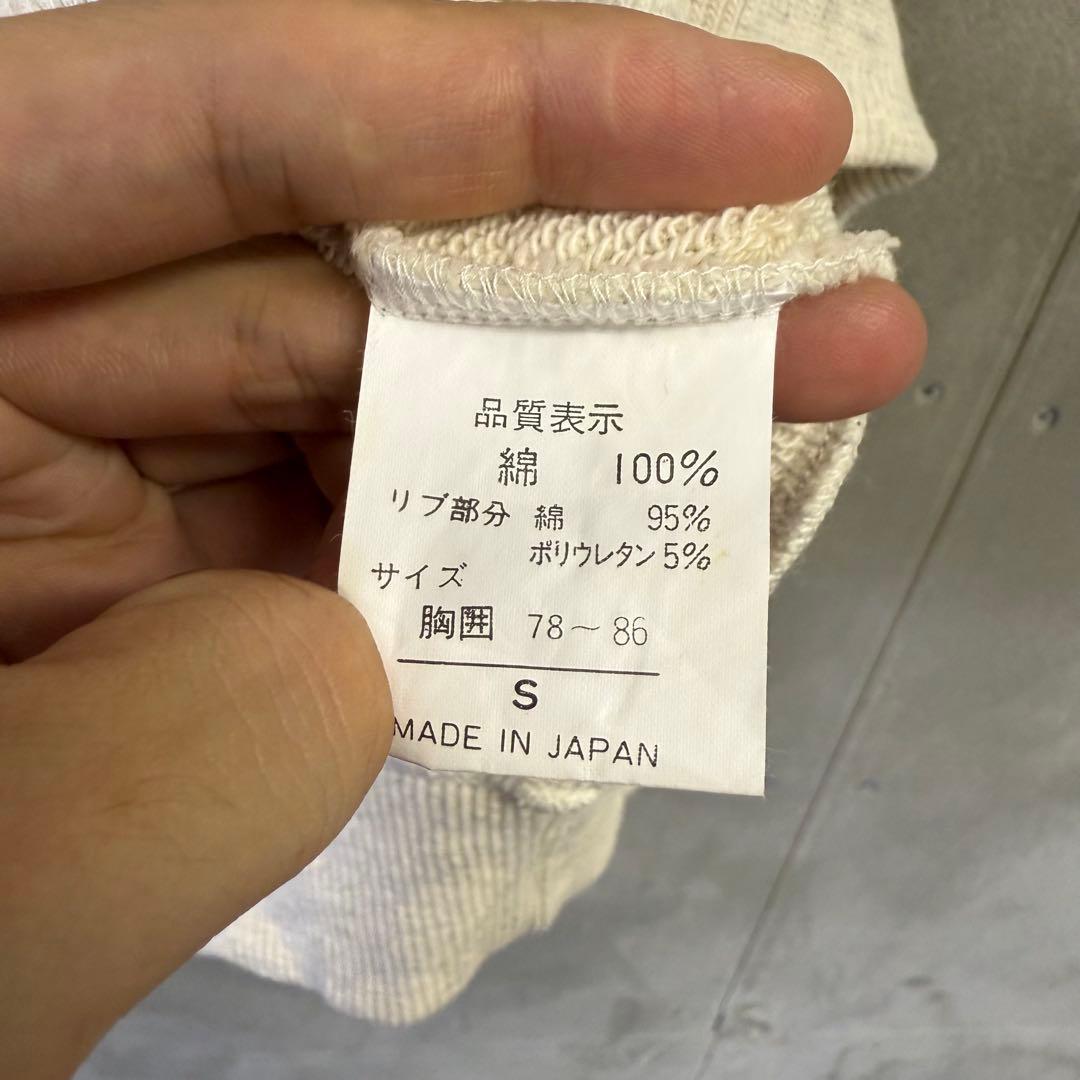 品質表示
綿 100%
リブ部分 綿 95%
ポリウレタン 5%
サイズ
胸囲 78～86
S
MADE IN JAPAN